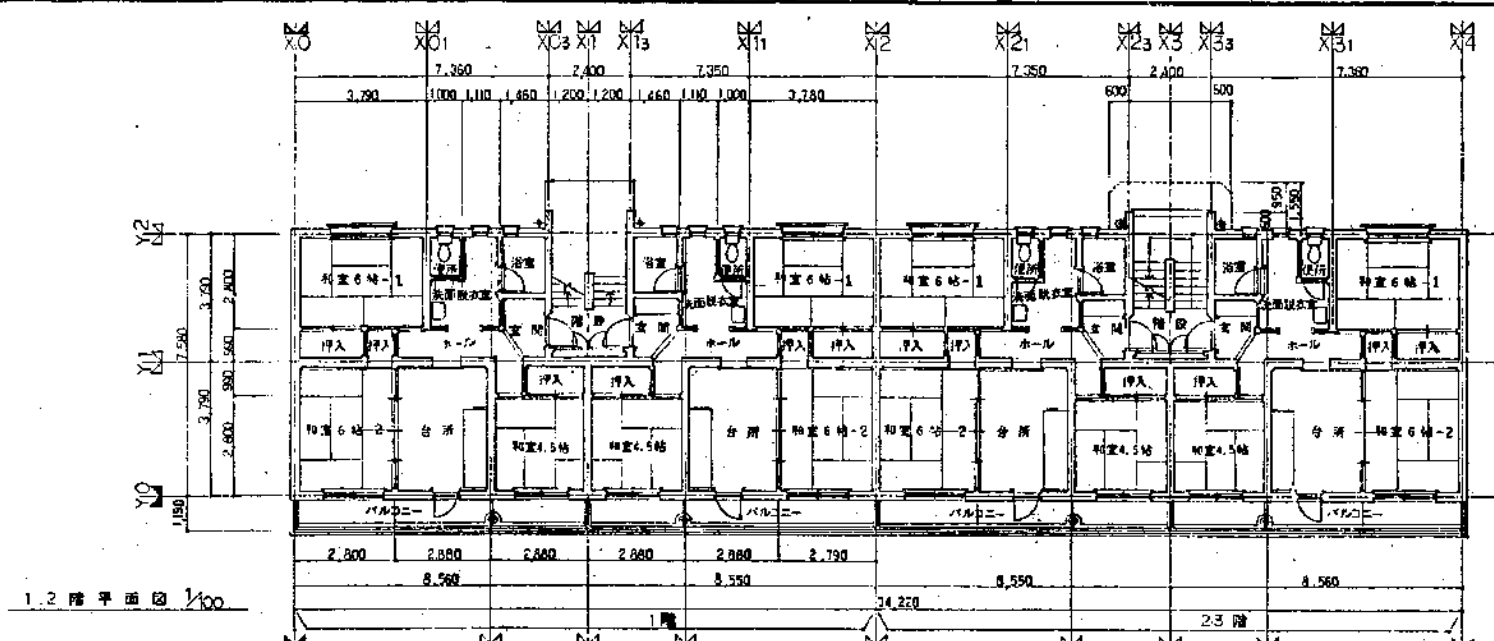 X0 X01 X03 X1 X13 X11 X2 X21 X23 X3 X33 X31 X4
7,360 2,400 7,350 7,350 2,400 7,360
3,790 1,000 1,110 1,460 1,200 1,200 1,460 1,110 1,000 3,780 600 500
950 1,550
600
Y2
便所 浴室 浴室 便所 便所 浴室 浴室 便所
和室6帖-1 和室6帖-1 和室6帖-1 和室6帖-1
洗面脱衣室 洗面脱衣室 洗面脱衣室 洗面脱衣室
3,790 2,800
玄関 階段 玄関 玄関 階段 玄関
押入 押入 ホール ホール 押入 押入 押入 押入 ホール ホール 押入 押入
7,580 990
Y1
990
押入 押入 押入 押入
3,790 2,800
和室6帖-2 台所 和室4.5帖 和室4.5帖 台所 和室6帖-2 和室6帖-2 台所 和室4.5帖 和室4.5帖 台所 和室6帖-2
Y0
1,190
バルコニー バルコニー バルコニー バルコニー
2,800 2,880 2,880 2,880 2,880 2,790
8,560 8,550 8,550 8,560
34,220
1.2階平面図 1/100
1階 2.3階